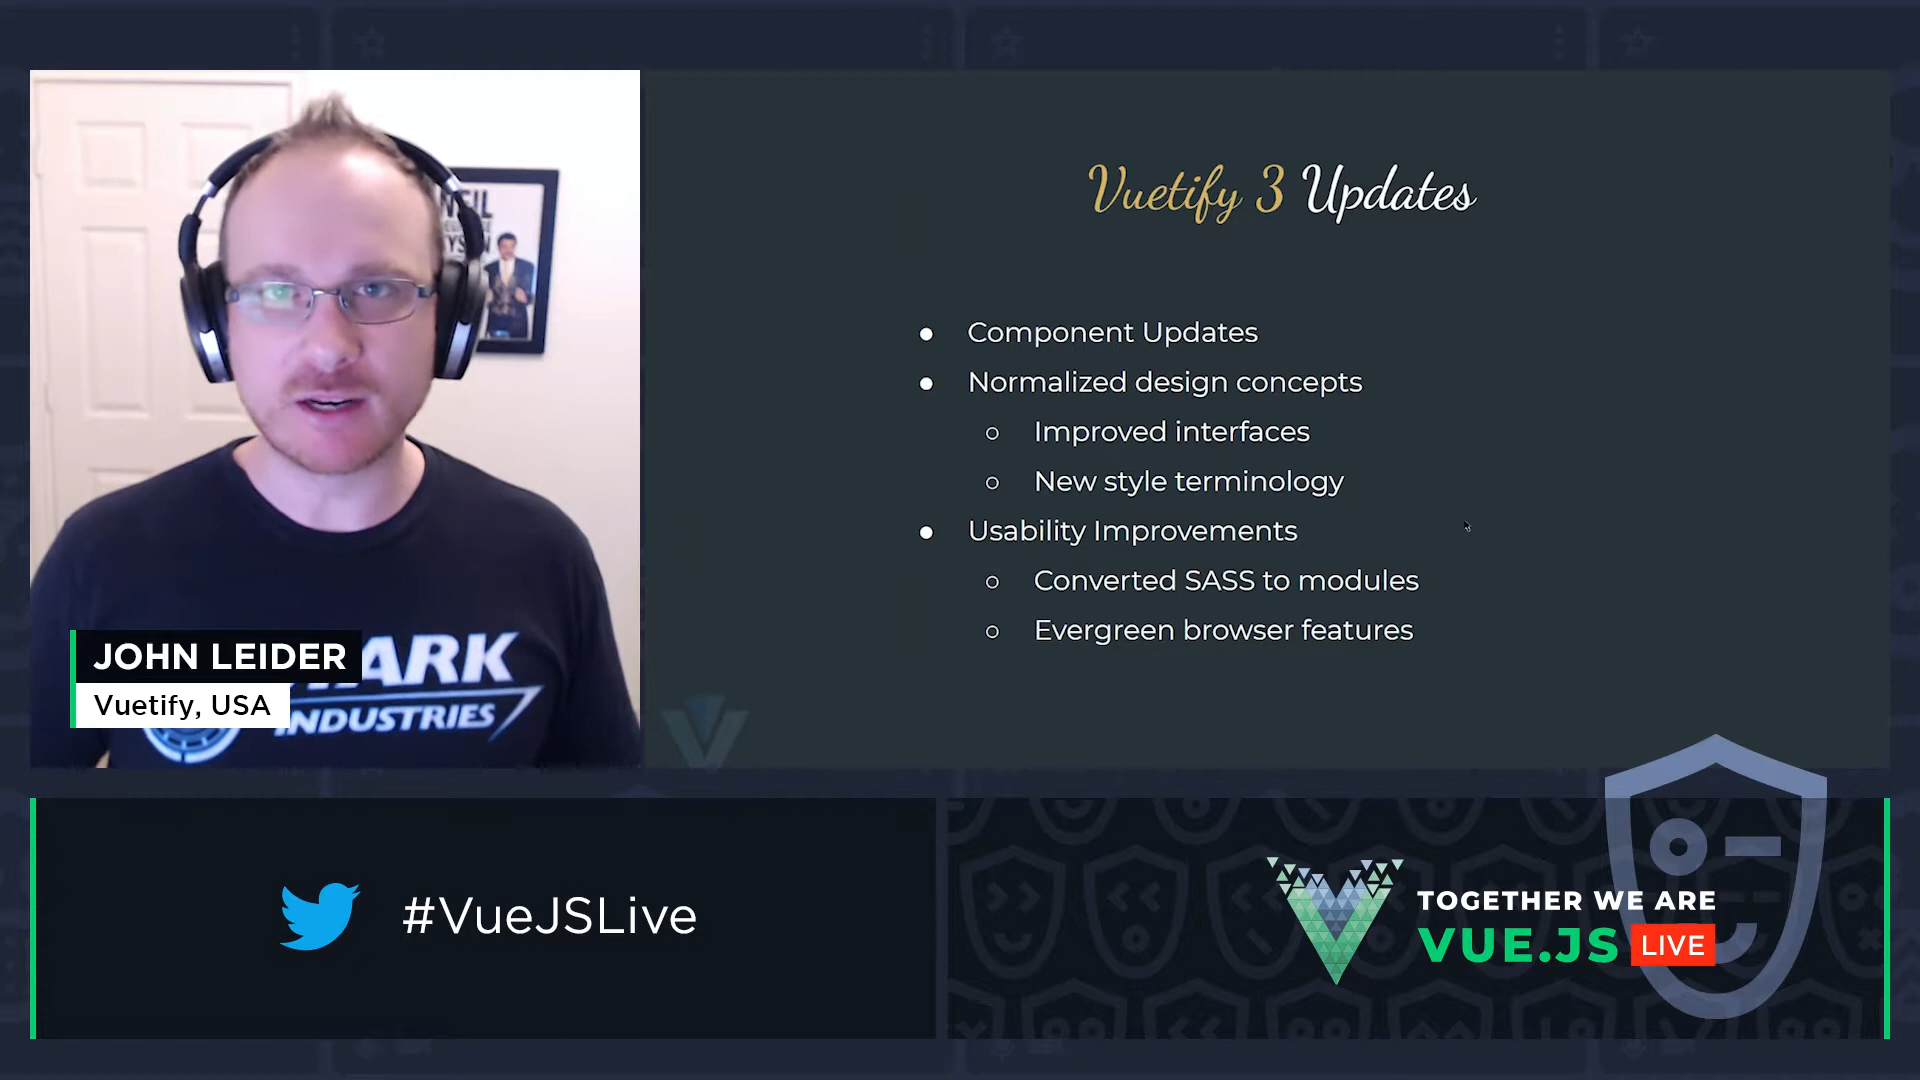 Vuetify 3 Updates
Component Updates
Normalized design concepts
Improved interfaces
New style terminology
Usability Improvements
Converted SASS to modules
Evergreen browser features
NEIL
ARK
INDUSTRIES
JOHN LEIDER
Vuetify, USA
#VueJSLive
TOGETHER WE ARE
VUE.JS LIVE